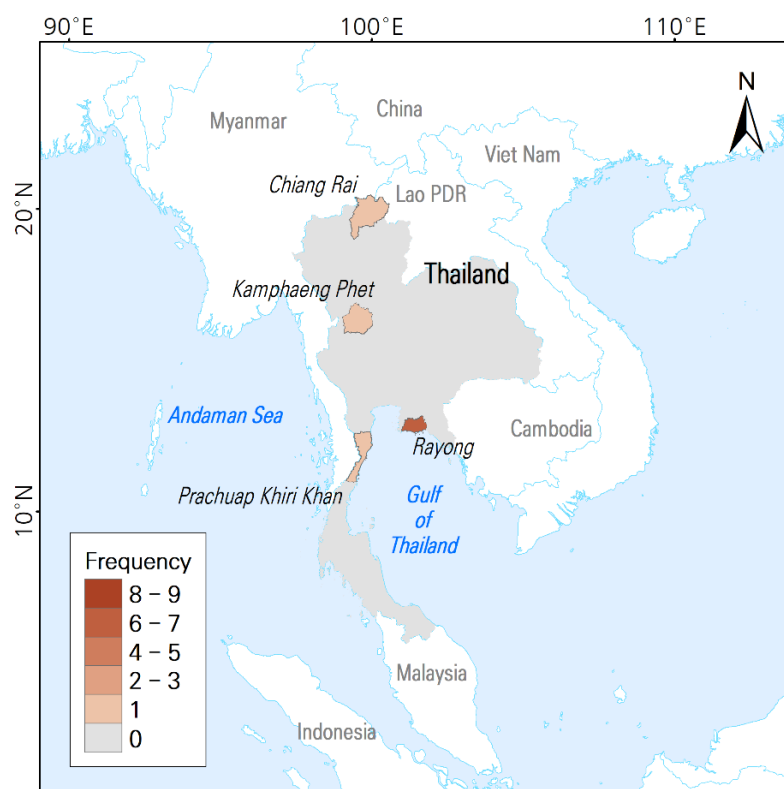 90°E 100°E 110°E
N
China
Myanmar
Viet Nam
Chiang Rai
Lao PDR
20°N
Thailand
Kamphaeng Phet
Andaman Sea
Cambodia
Rayong
Prachuap Khiri Khan
10°N
Gulf
of
Thailand
Frequency
8 – 9
6 – 7
4 – 5
2 – 3
1
0
Malaysia
Indonesia